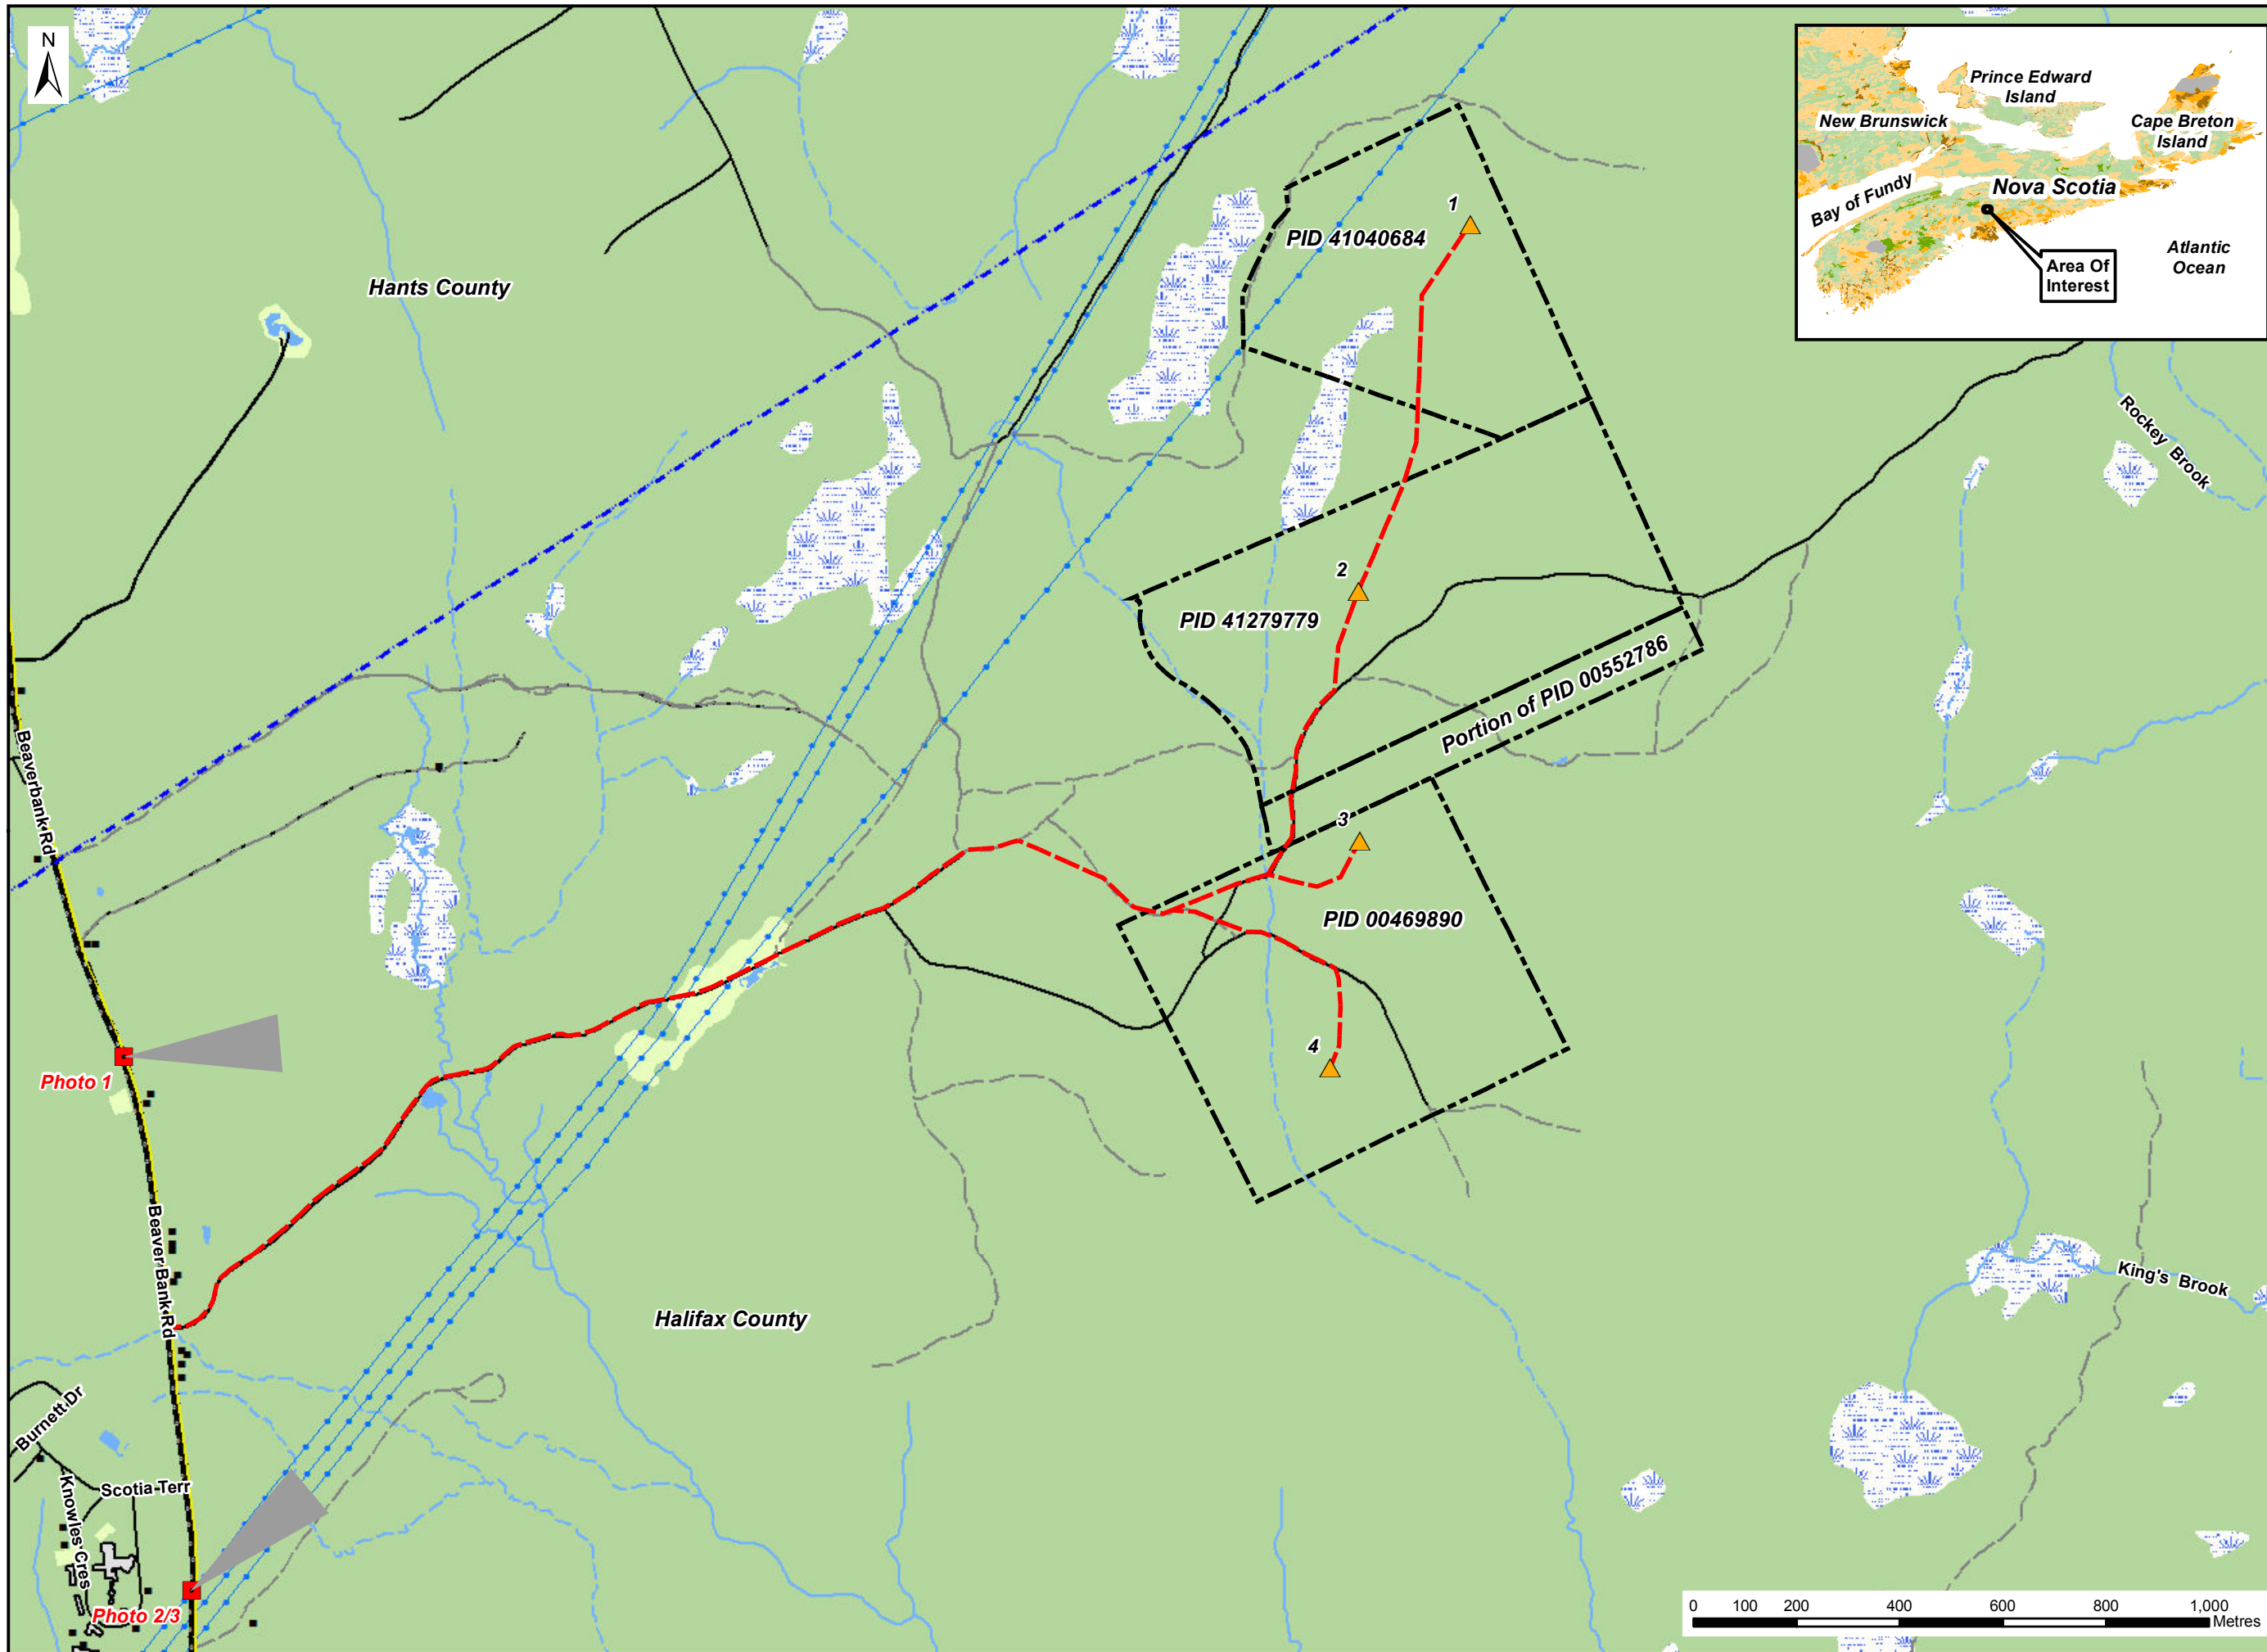 N
Prince Edward
Island
New Brunswick
Cape Breton
Island
Nova Scotia
Bay of Fundy
Atlantic
Ocean
Area Of
Interest
1
PID 41040684
Hants County
Rockey Brook
2
PID 41279779
Portion of PID 00552786
Beaverbank Rd
3
PID 00469890
4
Photo 1
Beaver Bank Rd
King's Brook
Halifax County
Burnett Dr
Scotia Terr
Knowles Cres
Photo 2/3
0 100 200 400 600 800 1,000
Metres